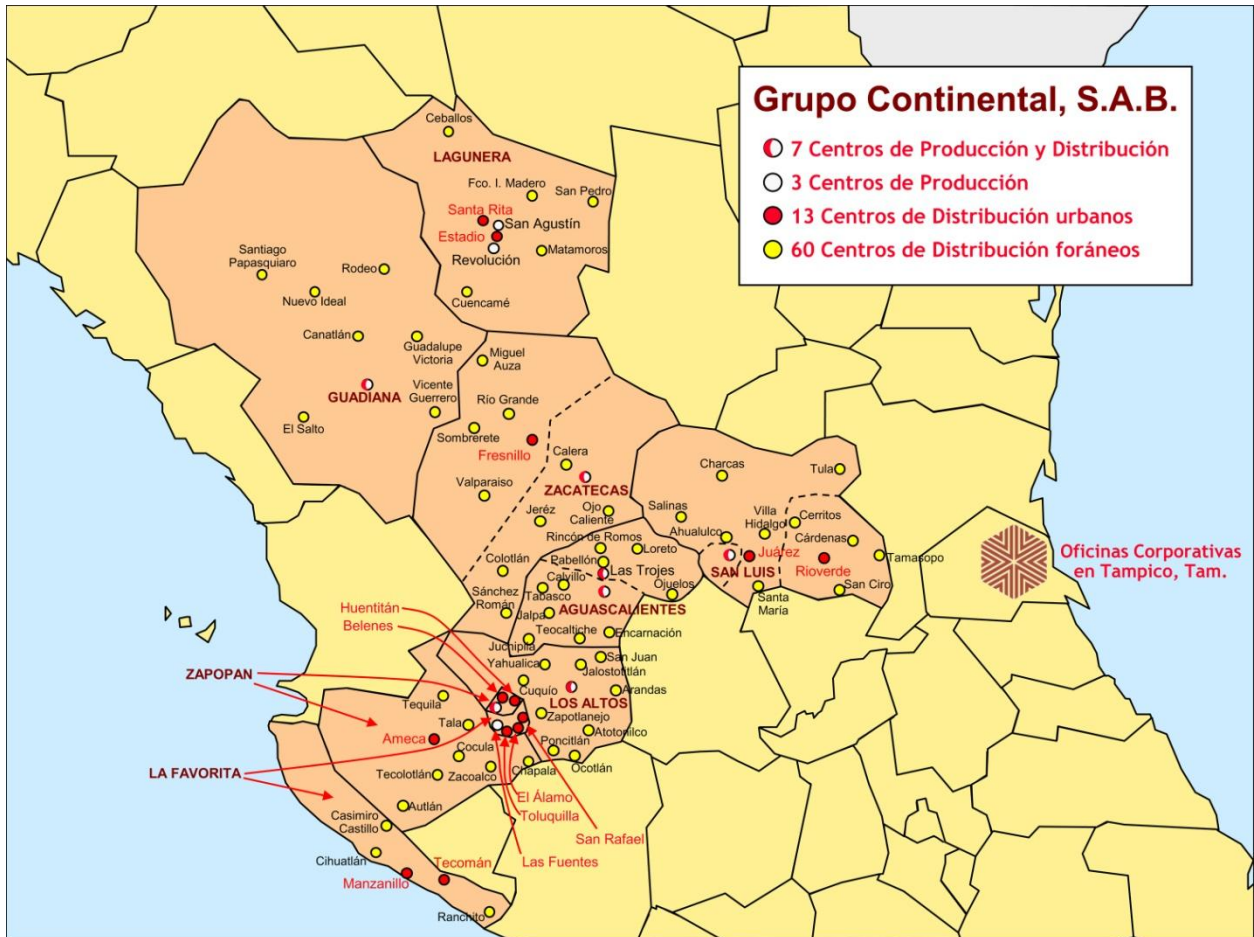 Grupo Continental, S.A.B.
7 Centros de Producción y Distribución
3 Centros de Producción
13 Centros de Distribución urbanos
60 Centros de Distribución foráneos
Ceballos
LAGUNERA
Fco. I. Madero
San Pedro
Santa Rita
San Agustín
Estadio
Revolución
Matamoros
Cuencamé
Santiago
Papasquiaro
Rodeo
Nuevo Ideal
Canatlán
Guadalupe
Victoria
GUADIANA
Vicente
Guerrero
El Salto
Miguel
Auza
Río Grande
Sombrerete
Fresnillo
Valparaiso
Calera
ZACATECAS
Jeréz
Ojo
Caliente
Charcas
Tula
Salinas
Ahualulco
Villa
Hidalgo
Cerritos
Cárdenas
Juárez
SAN LUIS
Rioverde
Tamasopo
San Ciro
Santa
María
Oficinas Corporativas
en Tampico, Tam.
Rincón de Romos
Loreto
Pabellón
Las Trojes
Colotlán
Calvillo
Tabasco
Ojuelos
Sánchez
Román
AGUASCALIENTES
Jalpa
Teocaltiche
Encarnación
Juchipila
Huentitán
Belenes
Yahualica
San Juan
Jalostotitlán
ZAPOPAN
Cuquío
LOS ALTOS
Arandas
Tequila
Tala
Zapotlanejo
Atotonilco
Ameca
Cocula
Poncitlán
LA FAVORITA
Tecolotlán
Zacoalco
Chapala
Ocotlán
El Álamo
Autlán
Toluquilla
Casimiro
Castillo
San Rafael
Cihuatlán
Las Fuentes
Manzanillo
Tecomán
Ranchito